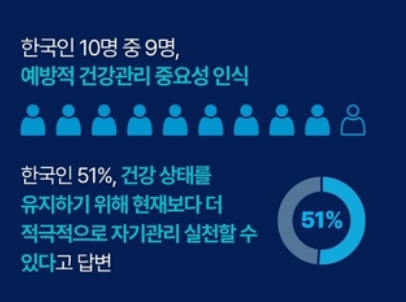 한국인 10명 중 9명,
예방적 건강관리 중요성 인식
한국인 51%, 건강 상태를
유지하기 위해 현재보다 더
적극적으로 자기관리 실천할 수
있다고 답변
51%